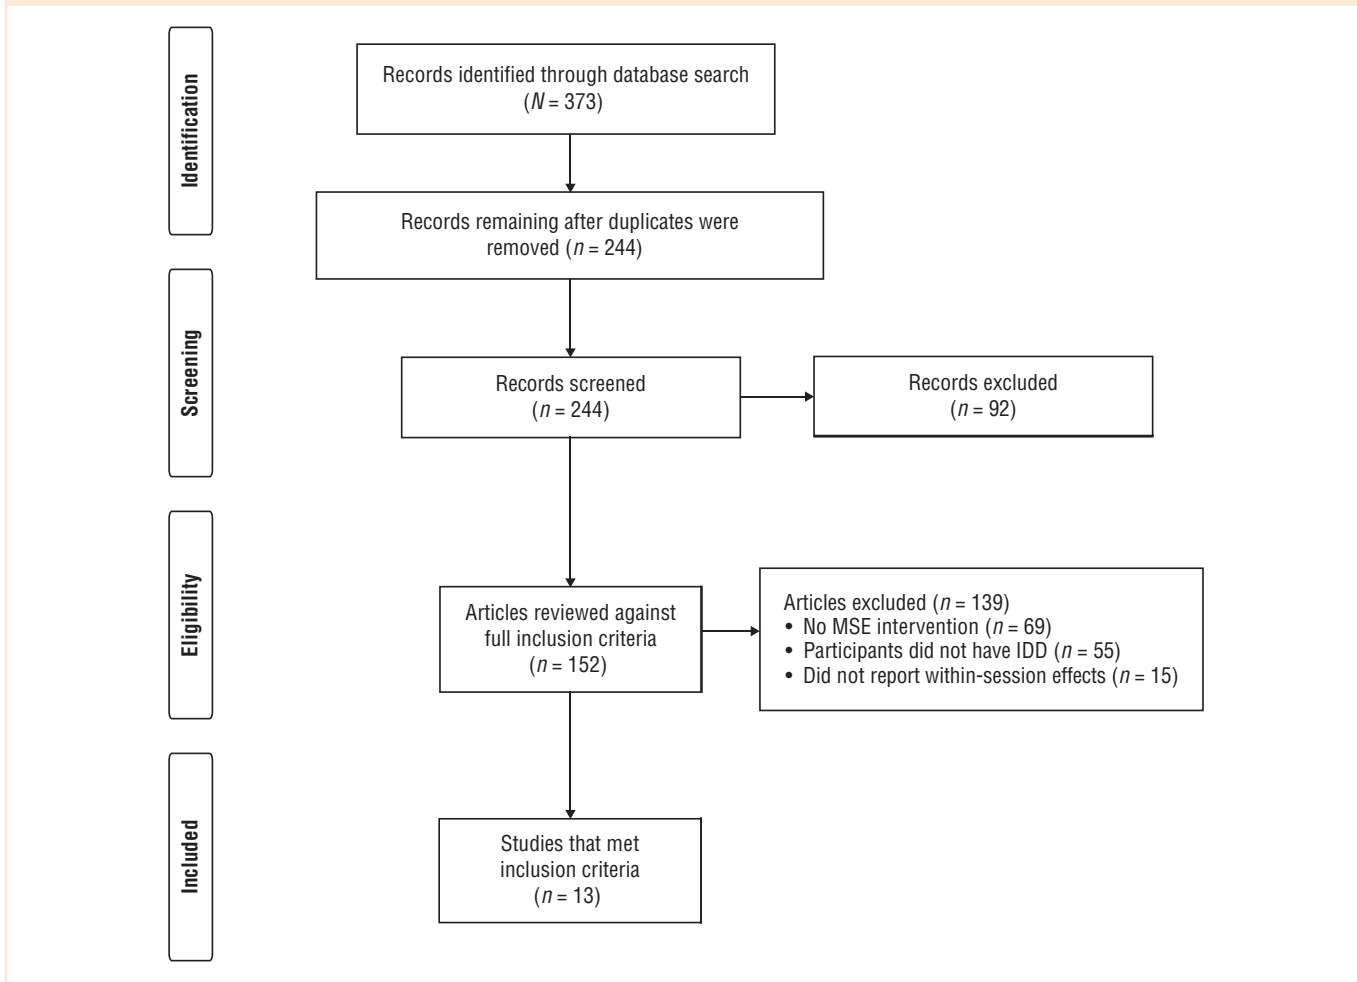 Identification
Records identified through database search
(N = 373)
Records remaining after duplicates were
removed (n = 244)
Screening
Records screened
(n = 244)
Records excluded
(n = 92)
Eligibility
Articles reviewed against
full inclusion criteria
(n = 152)
Articles excluded (n = 139)
• No MSE intervention (n = 69)
• Participants did not have IDD (n = 55)
• Did not report within-session effects (n = 15)
Included
Studies that met
inclusion criteria
(n = 13)